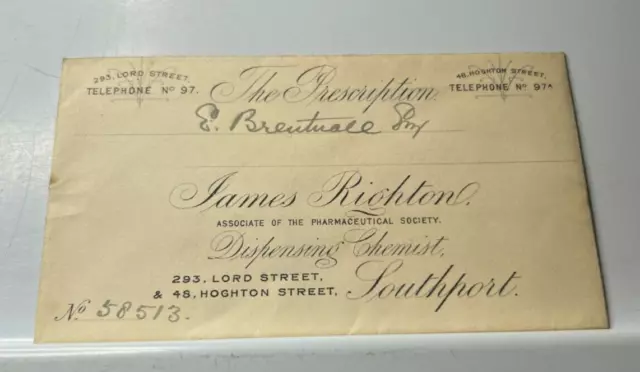 293, LORD STREET,
TELEPHONE No 97.
48, HOGHTON STREET,
TELEPHONE No 97A
The Prescription.
E. Brentnall Esq
James Righton.
ASSOCIATE OF THE PHARMACEUTICAL SOCIETY.
Dispensing Chemist,
293, LORD STREET,
& 48, HOGHTON STREET, Southport.
No 58513.